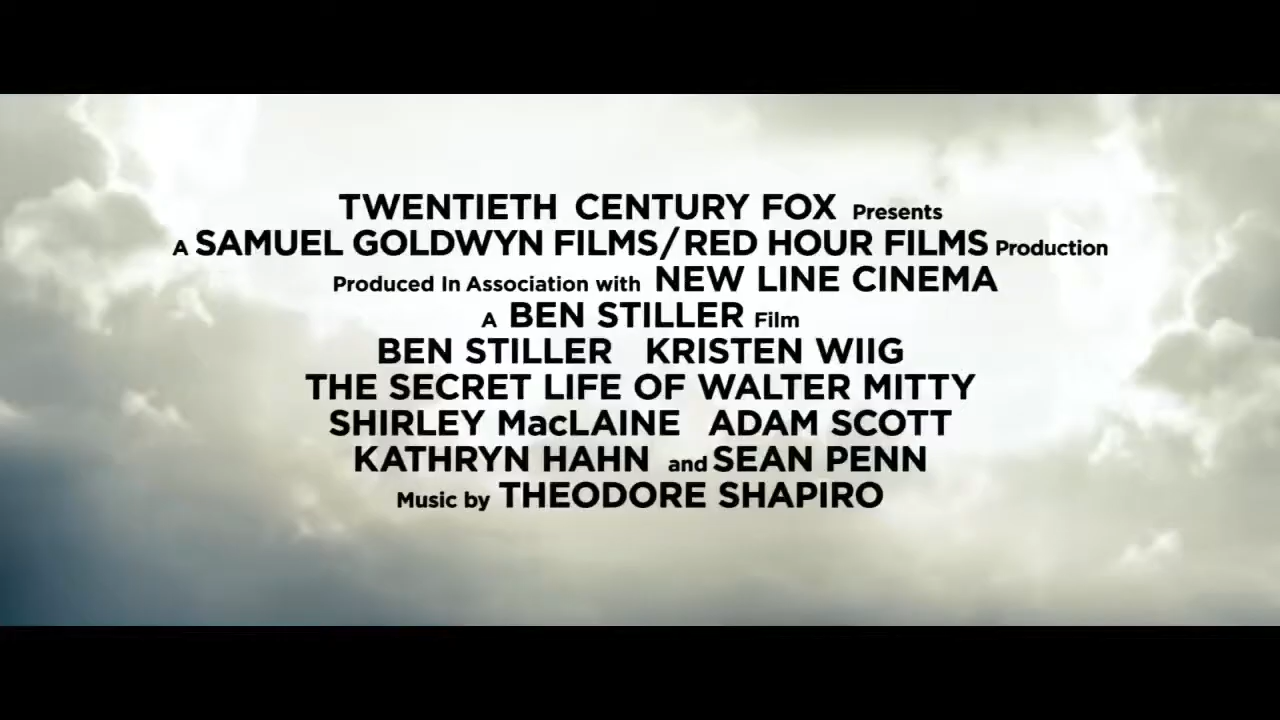 TWENTIETH CENTURY FOX Presents
A SAMUEL GOLDWYN FILMS/RED HOUR FILMS Production
Produced In Association with NEW LINE CINEMA
A BEN STILLER Film
BEN STILLER KRISTEN WIIG
THE SECRET LIFE OF WALTER MITTY
SHIRLEY MacLAINE ADAM SCOTT
KATHRYN HAHN and SEAN PENN
Music by THEODORE SHAPIRO